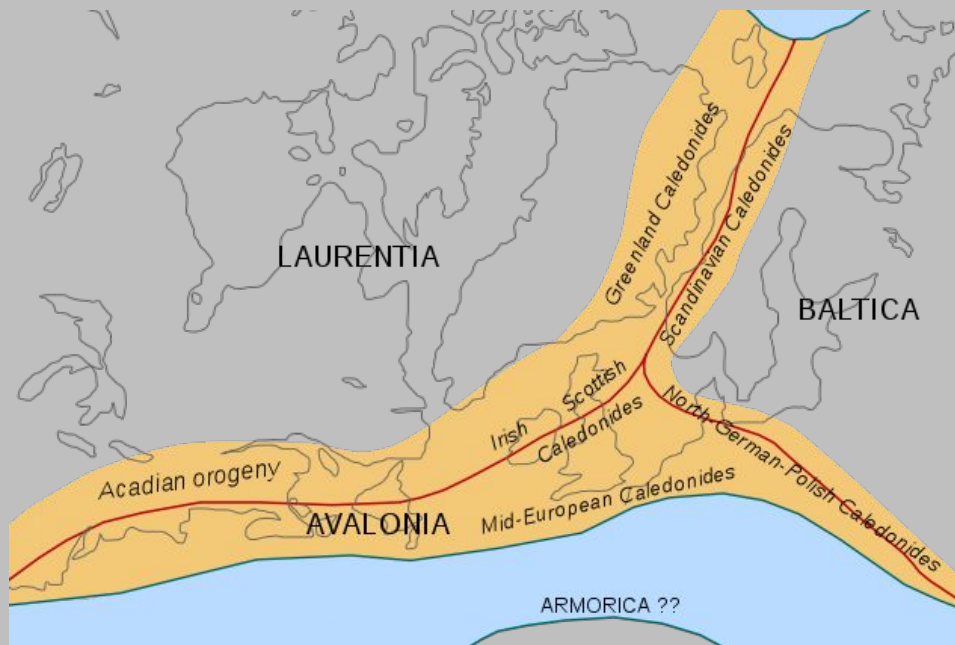 Greenland Caledonides
Scandinavian Caledonides
LAURENTIA
BALTICA
Scottish
Irish
Caledonides
North German-Polish Caledonides
Acadian orogeny
Mid-European Caledonides
AVALONIA
ARMORICA ??